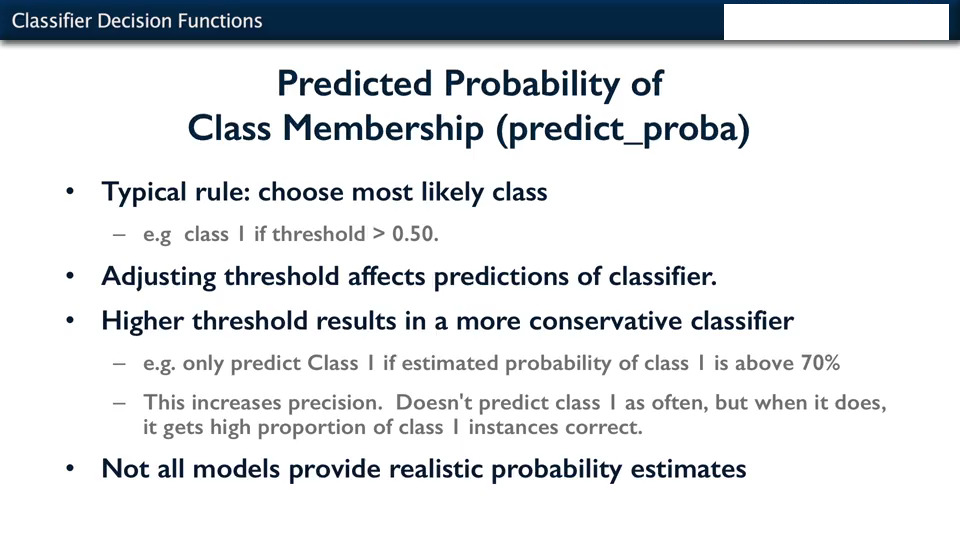 Classifier Decision Functions
Predicted Probability of
Class Membership (predict_proba)
• Typical rule: choose most likely class
– e.g class 1 if threshold > 0.50.
• Adjusting threshold affects predictions of classifier.
• Higher threshold results in a more conservative classifier
– e.g. only predict Class 1 if estimated probability of class 1 is above 70%
– This increases precision. Doesn't predict class 1 as often, but when it does,
it gets high proportion of class 1 instances correct.
• Not all models provide realistic probability estimates